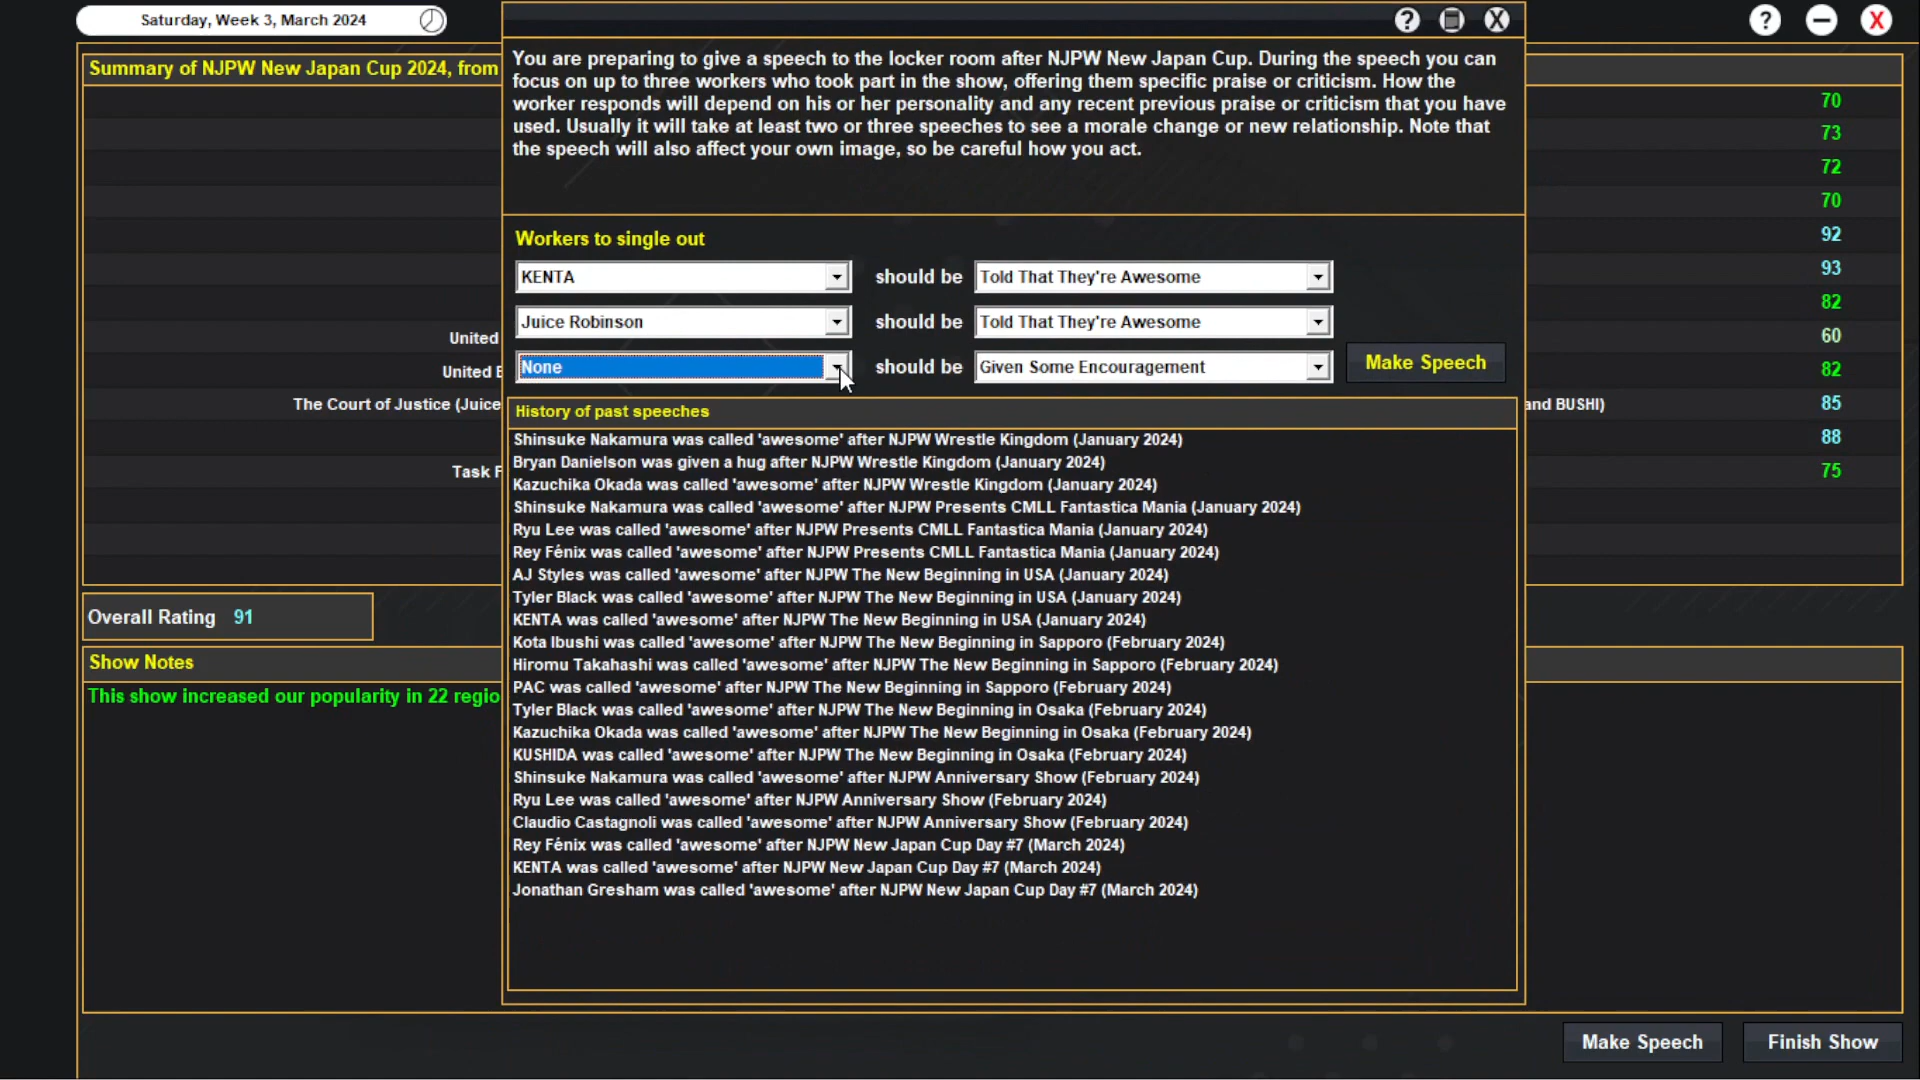 Saturday, Week 3, March 2024
? X
? X
Summary of NJPW New Japan Cup 2024, from
You are preparing to give a speech to the locker room after NJPW New Japan Cup. During the speech you can
focus on up to three workers who took part in the show, offering them specific praise or criticism. How the
worker responds will depend on his or her personality and any recent previous praise or criticism that you have
used. Usually it will take at least two or three speeches to see a morale change or new relationship. Note that
the speech will also affect your own image, so be careful how you act.
70
73
72
70
92
93
82
60
82
and BUSHI) 85
88
75
Workers to single out
KENTA should be Told That They're Awesome
Juice Robinson should be Told That They're Awesome
None should be Given Some Encouragement Make Speech
United
United E
The Court of Justice (Juice
Task F
History of past speeches
Shinsuke Nakamura was called 'awesome' after NJPW Wrestle Kingdom (January 2024)
Bryan Danielson was given a hug after NJPW Wrestle Kingdom (January 2024)
Kazuchika Okada was called 'awesome' after NJPW Wrestle Kingdom (January 2024)
Shinsuke Nakamura was called 'awesome' after NJPW Presents CMLL Fantastica Mania (January 2024)
Ryu Lee was called 'awesome' after NJPW Presents CMLL Fantastica Mania (January 2024)
Rey Fénix was called 'awesome' after NJPW Presents CMLL Fantastica Mania (January 2024)
AJ Styles was called 'awesome' after NJPW The New Beginning in USA (January 2024)
Tyler Black was called 'awesome' after NJPW The New Beginning in USA (January 2024)
KENTA was called 'awesome' after NJPW The New Beginning in USA (January 2024)
Kota Ibushi was called 'awesome' after NJPW The New Beginning in Sapporo (February 2024)
Hiromu Takahashi was called 'awesome' after NJPW The New Beginning in Sapporo (February 2024)
PAC was called 'awesome' after NJPW The New Beginning in Sapporo (February 2024)
Tyler Black was called 'awesome' after NJPW The New Beginning in Osaka (February 2024)
Kazuchika Okada was called 'awesome' after NJPW The New Beginning in Osaka (February 2024)
KUSHIDA was called 'awesome' after NJPW The New Beginning in Osaka (February 2024)
Shinsuke Nakamura was called 'awesome' after NJPW Anniversary Show (February 2024)
Ryu Lee was called 'awesome' after NJPW Anniversary Show (February 2024)
Claudio Castagnoli was called 'awesome' after NJPW Anniversary Show (February 2024)
Rey Fénix was called 'awesome' after NJPW New Japan Cup Day #7 (March 2024)
KENTA was called 'awesome' after NJPW New Japan Cup Day #7 (March 2024)
Jonathan Gresham was called 'awesome' after NJPW New Japan Cup Day #7 (March 2024)
Overall Rating 91
Show Notes
This show increased our popularity in 22 regio
Make Speech Finish Show